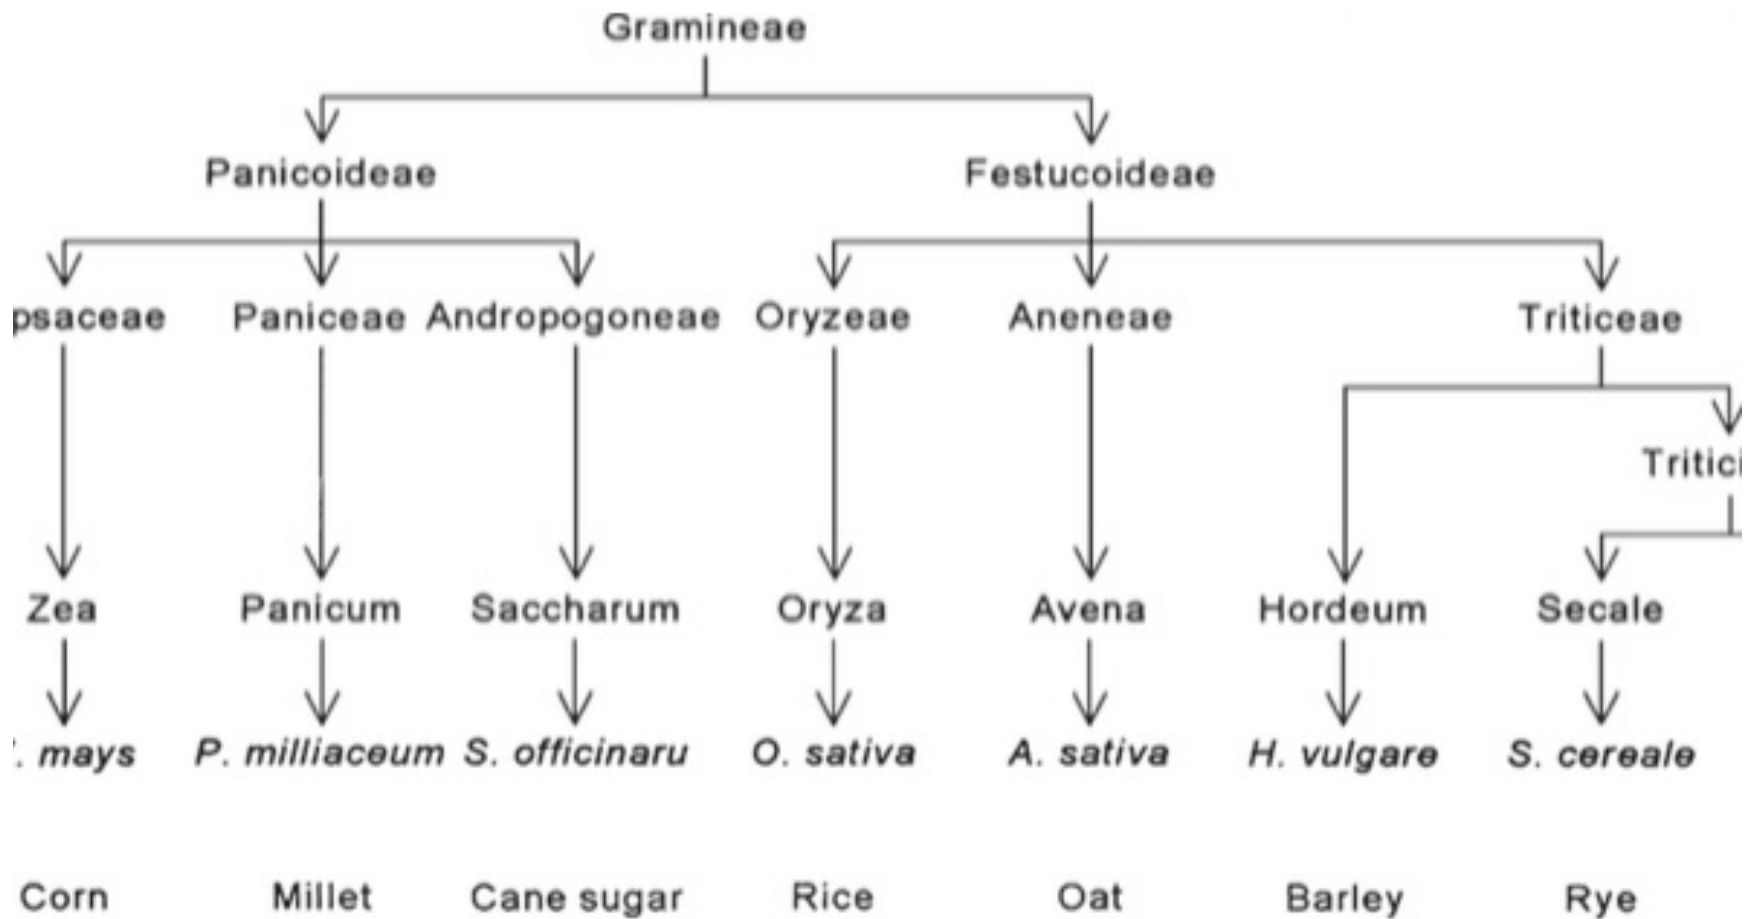 Gramineae
Panicoideae Festucoideae
psaceae Paniceae Andropogoneae Oryzeae Aneneae Triticeae
Tritici
Zea Panicum Saccharum Oryza Avena Hordeum Secale
. mays P. milliaceum S. officinaru O. sativa A. sativa H. vulgare S. cereale
Corn Millet Cane sugar Rice Oat Barley Rye